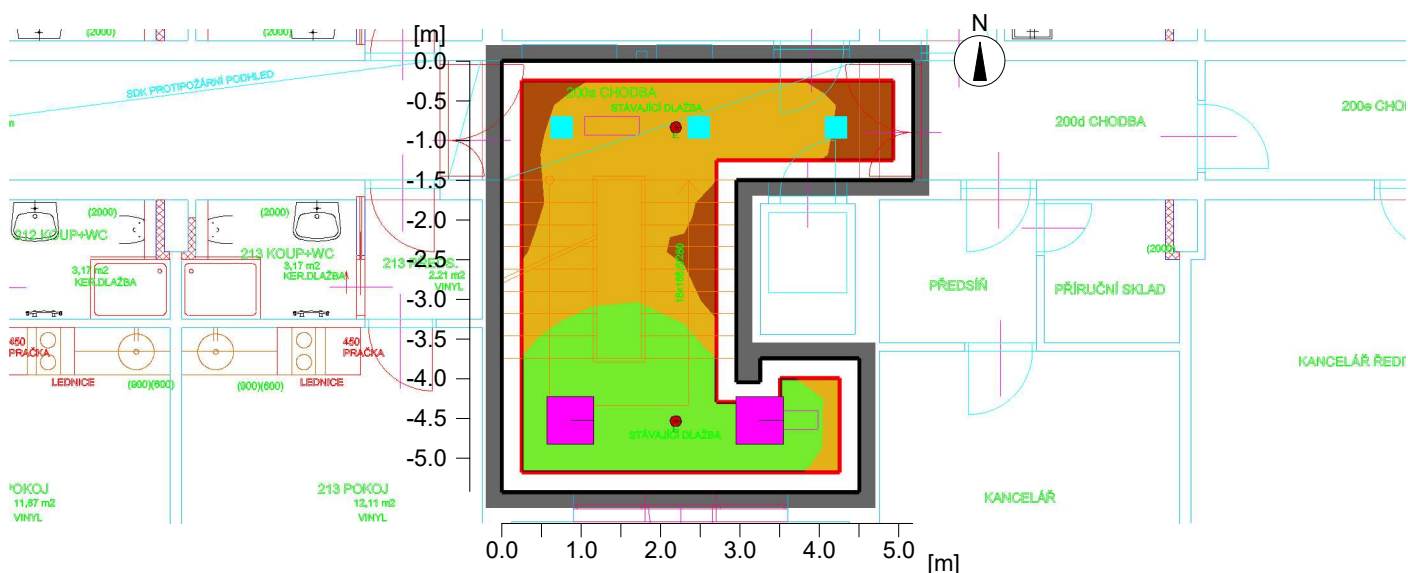 (2000)
(2000)
[m]
N
SDK PROTIPOŽÁRNÍ PODHLED
0.0
-0.5
-1.0
-1.5
-2.0
-2.5
-3.0
-3.5
-4.0
-4.5
-5.0
200a CHODBA
STÁVAJÍCÍ DLAŽBA
200d CHODBA
200e CHO
(2000)
(2000)
212 KOUP+WC
3,17 m2
KER.DLAŽBA
213 KOUP+WC
3,17 m2
KER.DLAŽBA
2,21 m2
VINYL
(2000)
PŘEDSÍŇ
PŘÍRUČNÍ SKLAD
450
PRAČKA
LEDNICE
(900)(600)
(900)(600)
LEDNICE
450
PRAČKA
KANCELÁŘ ŘEDI
STÁVAJÍCÍ DLAŽBA
POKOJ
11,67 m2
VINYL
213 POKOJ
12,11 m2
VINYL
KANCELÁŘ
0.0 1.0 2.0 3.0 4.0 5.0
[m]